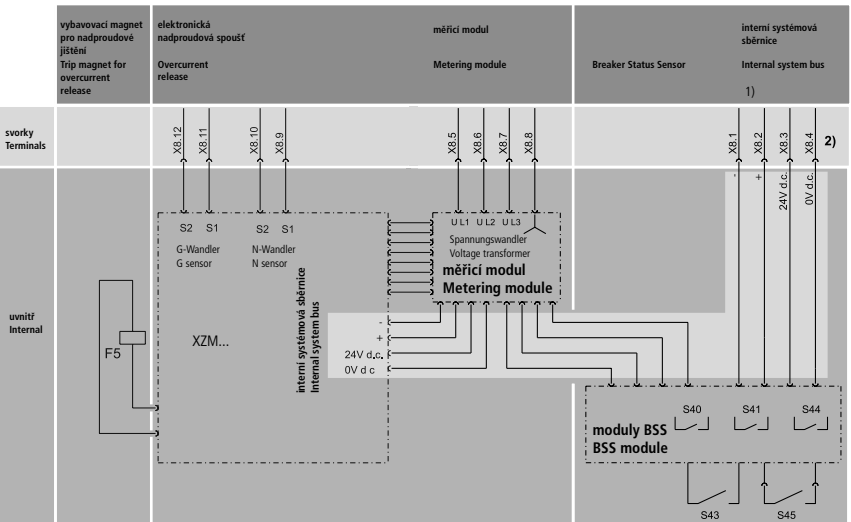 vybavovací magnet
pro nadproudové
jištění
Trip magnet for
overcurrent
release
elektronická
nadproudová spoušť
Overcurrent
release
měřicí modul
Metering module
Breaker Status Sensor
interní systémová
sběrnice
Internal system bus
1)
svorky
Terminals
X8.12
X8.11
X8.10
X8.9
X8.5
X8.6
X8.7
X8.8
X8.1
X8.2
X8.3
X8.4
2)
-
+
24V d.c.
0V d.c.
uvnitř
Internal
S2 S1
S2 S1
G-Wandler
G sensor
N-Wandler
N sensor
U L1 U L2 U L3
Spannungswandler
Voltage transformer
měřicí modul
Metering module
F5
XZM...
interní systémová sběrnice
Internal system bus
-
+
24V d.c.
0V d c
moduly BSS
BSS module
S40
S41
S44
S43
S45